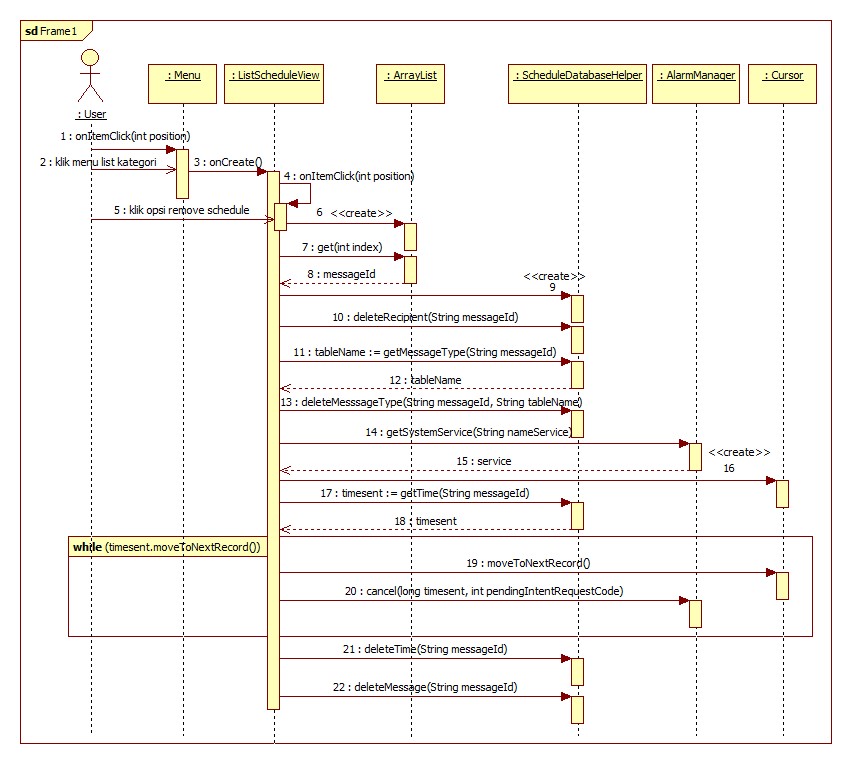 sd Frame1
: User
: Menu
: ListScheduleView
: ArrayList
: ScheduleDatabaseHelper
: AlarmManager
: Cursor
1 : onItemClick(int position)
2 : klik menu list kategori
3 : onCreate()
4 : onItemClick(int position)
5 : klik opsi remove schedule
6 <<create>>
7 : get(int index)
8 : messageId
<<create>>
9
10 : deleteRecipient(String messageId)
11 : tableName := getMessageType(String messageId)
12 : tableName
13 : deleteMesssageType(String messageId, String tableName)
14 : getSystemService(String nameService)
15 : service
<<create>>
16
17 : timesent := getTime(String messageId)
18 : timesent
while (timesent.moveToNextRecord())
19 : moveToNextRecord()
20 : cancel(long timesent, int pendingIntentRequestCode)
21 : deleteTime(String messageId)
22 : deleteMessage(String messageId)